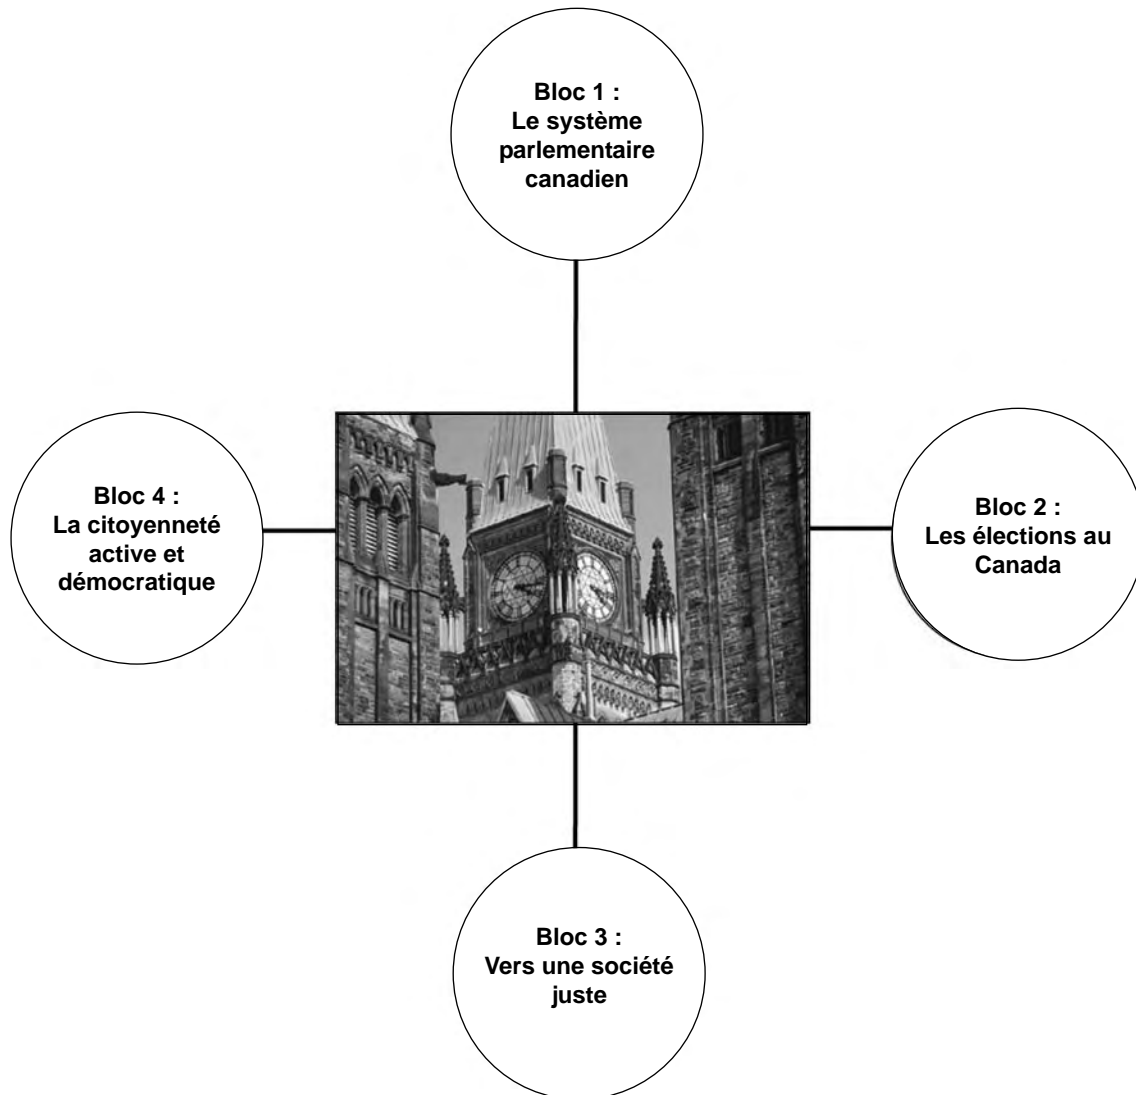 Bloc 1 :
Le système
parlementaire
canadien
Bloc 4 :
La citoyenneté
active et
démocratique
Bloc 2 :
Les élections au
Canada
Bloc 3 :
Vers une société
juste